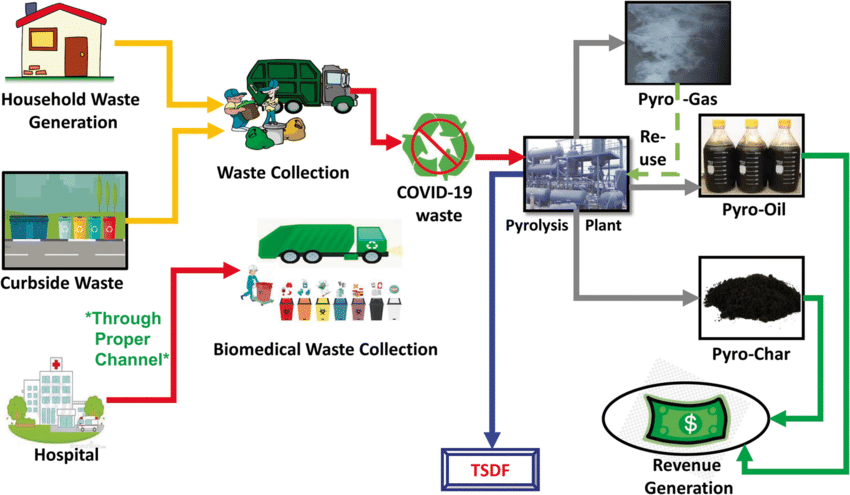 Household Waste
Generation
Waste Collection
COVID-19
waste
Pyro -Gas
Re-
use
Pyrolysis Plant
Pyro-Oil
Curbside Waste
*Through
Proper
Channel*
Biomedical Waste Collection
Pyro-Char
Hospital
TSDF
$
Revenue
Generation